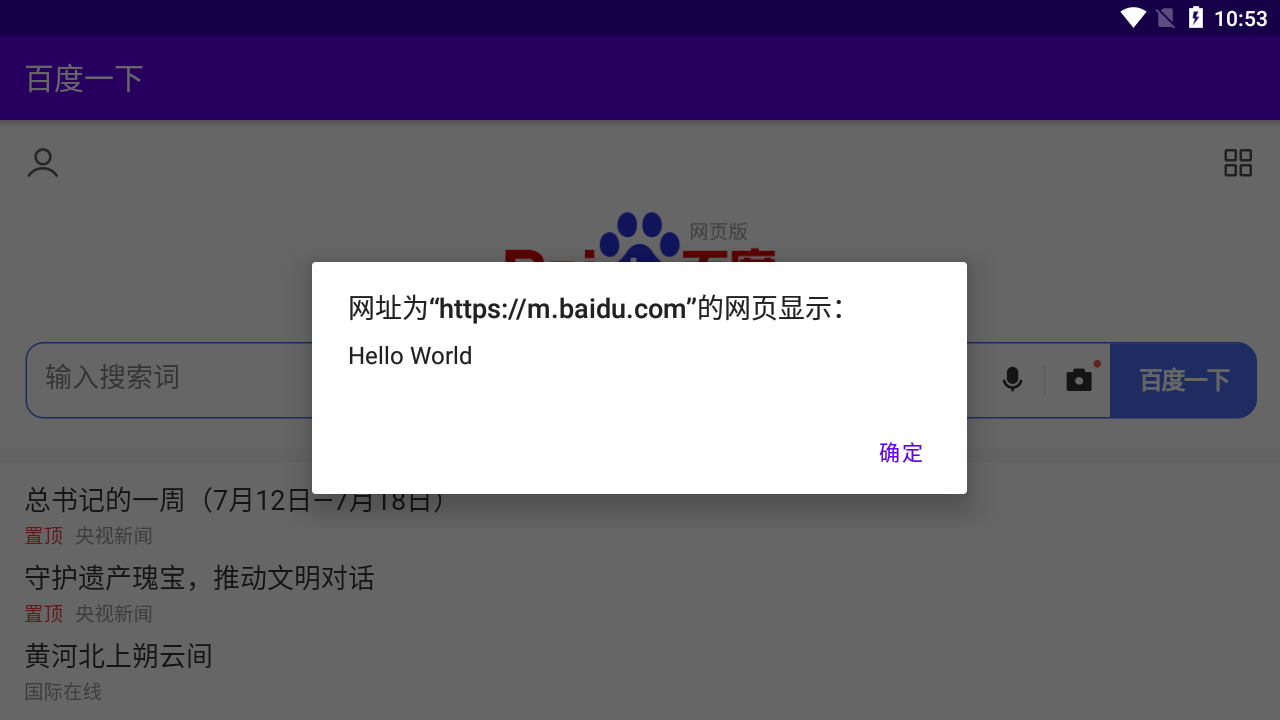 10:53
百度一下
网页版
网址为“https://m.baidu.com”的网页显示：
Hello World
输入搜索词
百度一下
确定
总书记的一周（7月12日—7月18日）
置顶 央视新闻
守护遗产瑰宝，推动文明对话
置顶 央视新闻
黄河北上朔云间
国际在线